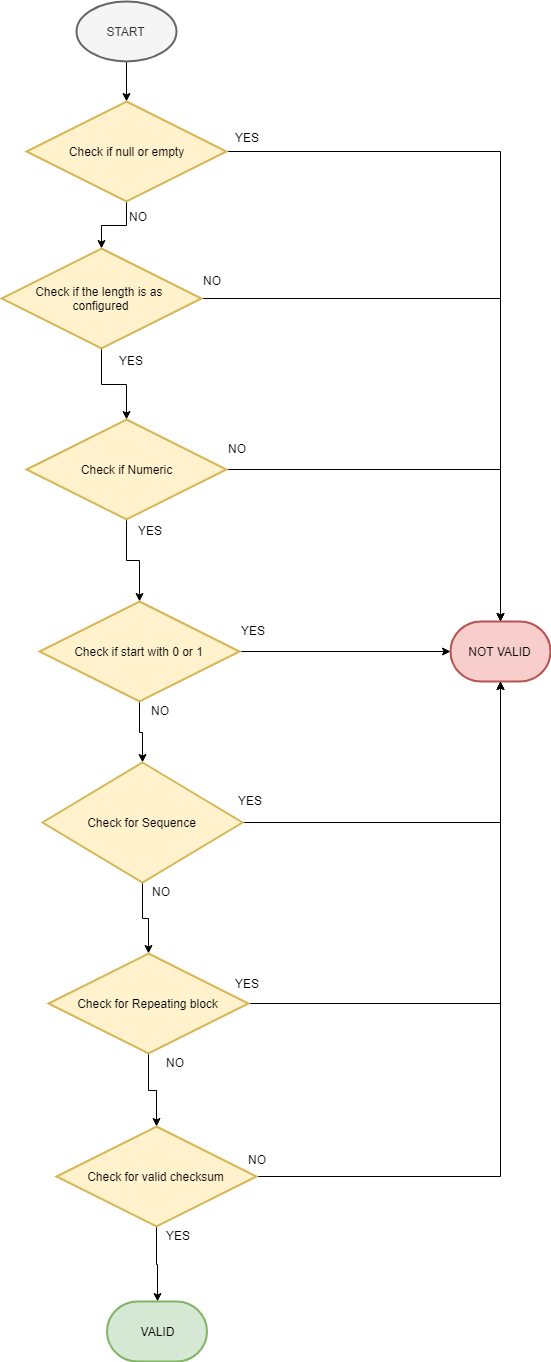 START
Check if null or empty
YES
NO
Check if the length is as
configured
NO
YES
Check if Numeric
NO
YES
Check if start with 0 or 1
YES
NOT VALID
NO
Check for Sequence
YES
NO
Check for Repeating block
YES
NO
Check for valid checksum
NO
YES
VALID